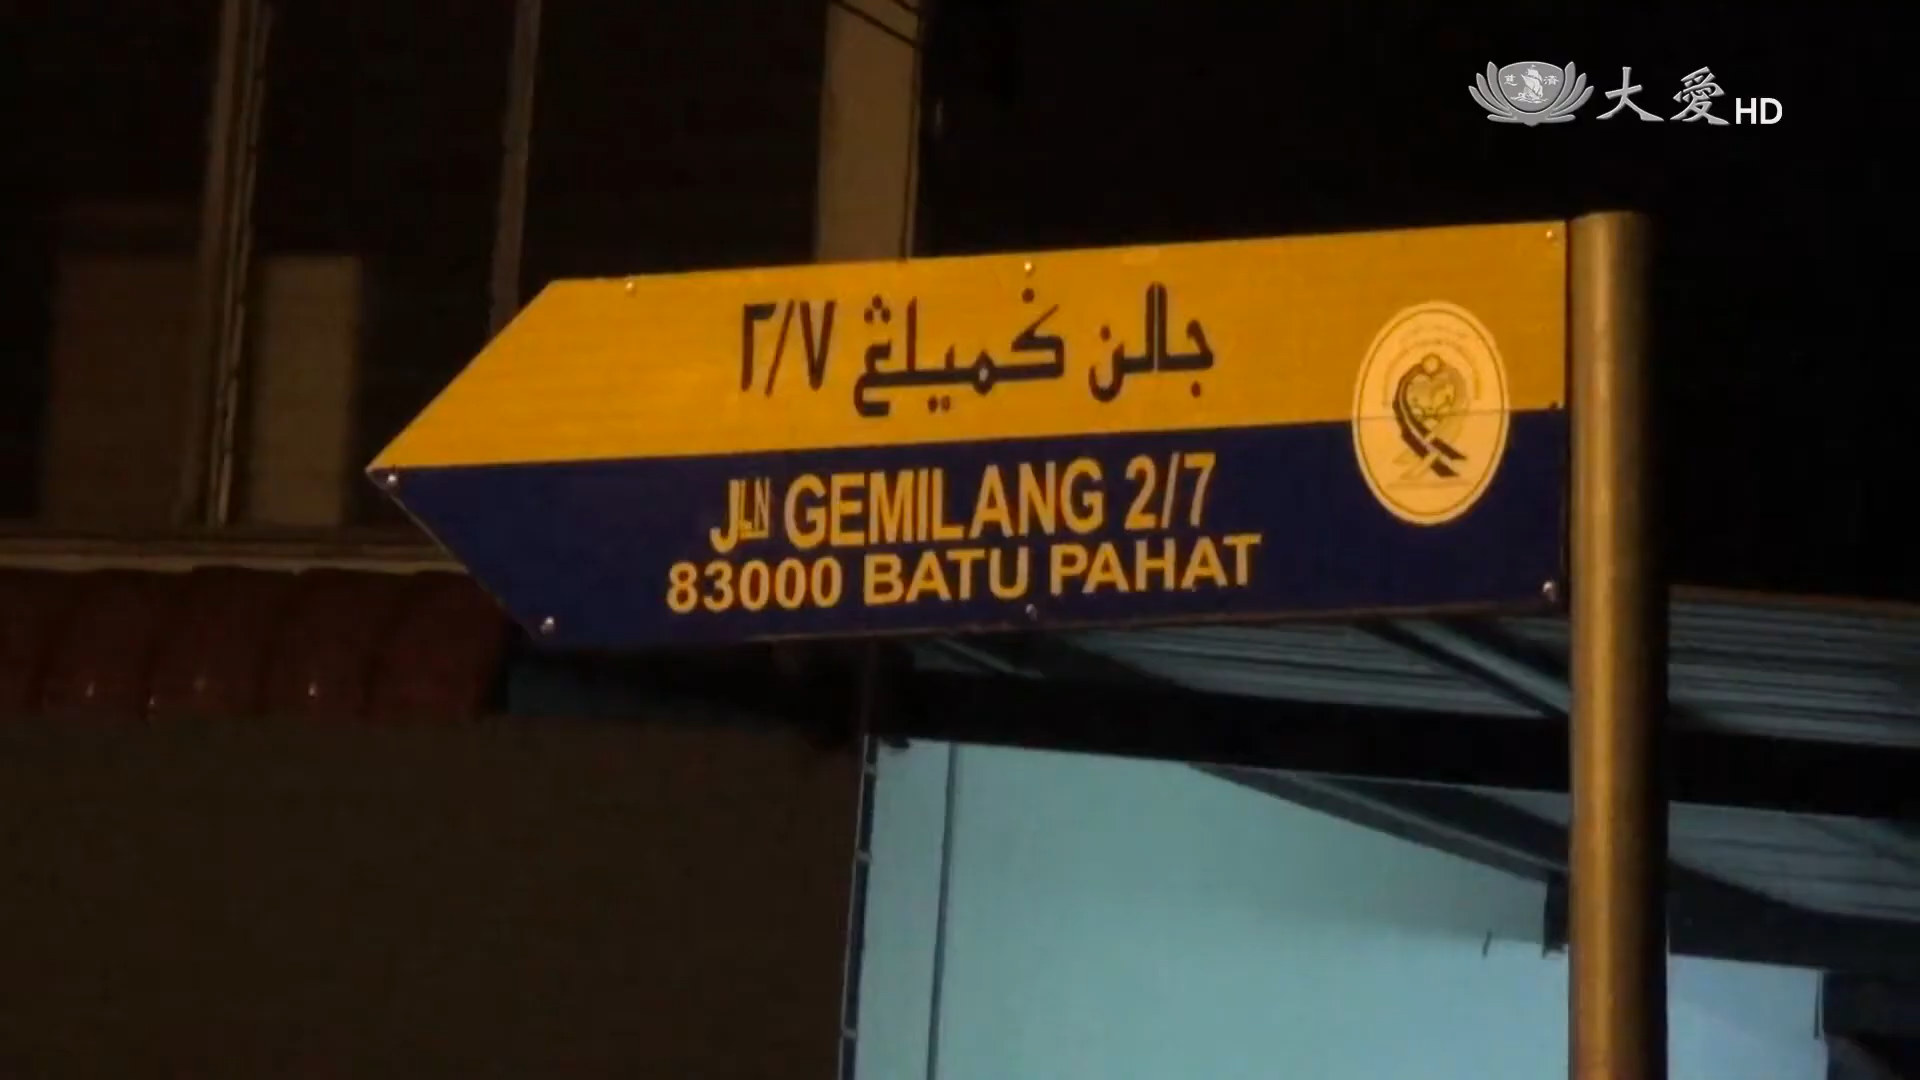 大愛HD
جالن ݢميلڠ ٢/٧
JLN GEMILANG 2/7
83000 BATU PAHAT